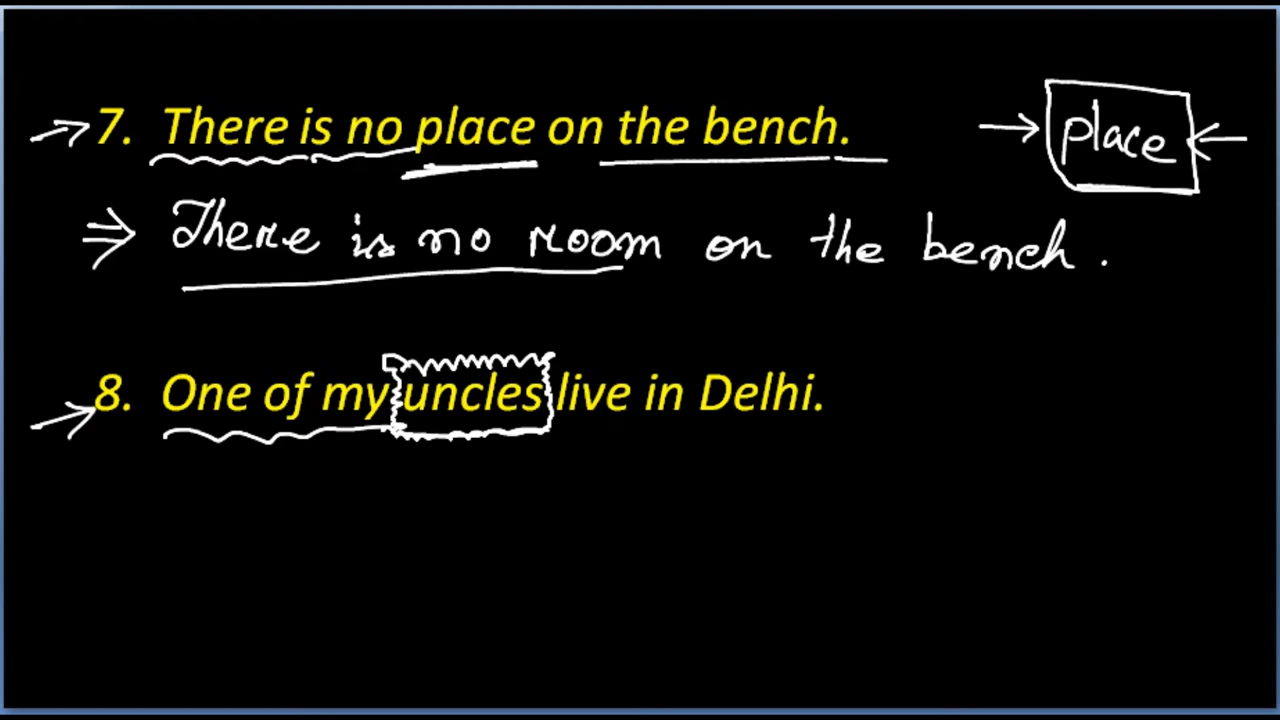 7. There is no place on the bench.
place
There is no room on the bench.
8. One of my uncles live in Delhi.